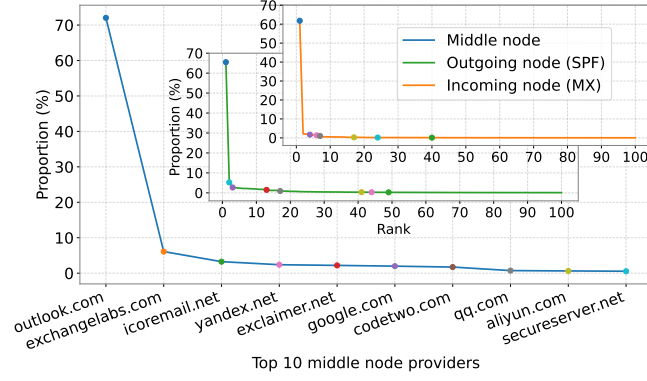 Proportion (%)
70
60
50
40
30
20
10
0
outlook.com
exchangelabs.com
icoremail.net
yandex.net
exclaimer.net
google.com
codetwo.com
qq.com
aliyun.com
secureserver.net
Top 10 middle node providers
Proportion (%)
70
60
50
40
30
20
10
0
0 10 20 30 40 50 60 70 80 90 100
Rank
70
60
50
40
30
20
10
0
0 10 20 30 40 50 60 70 80 90 100
Middle node
Outgoing node (SPF)
Incoming node (MX)